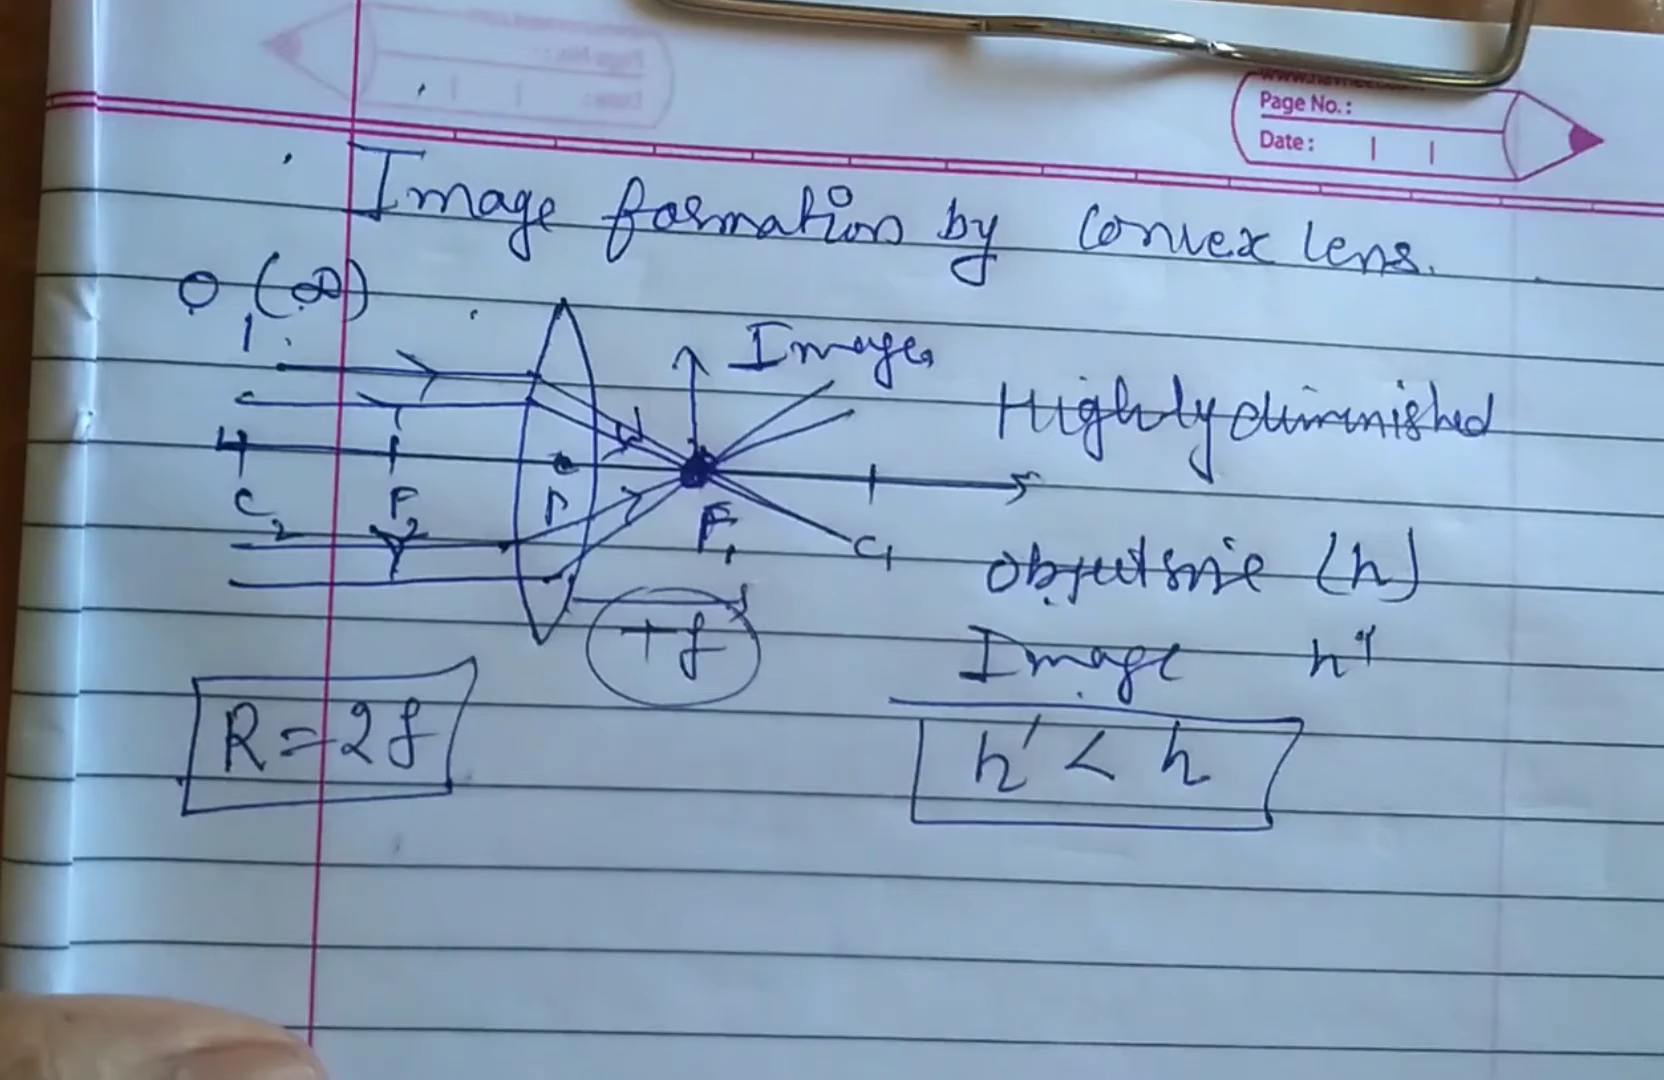 Page No.:
Date:
Image formation by convex lens.
O (∞)
1
Image
Highly diminished
C2 F2 P F1 C1
+f
object size (h)
Image h'
R = 2f
h' < h